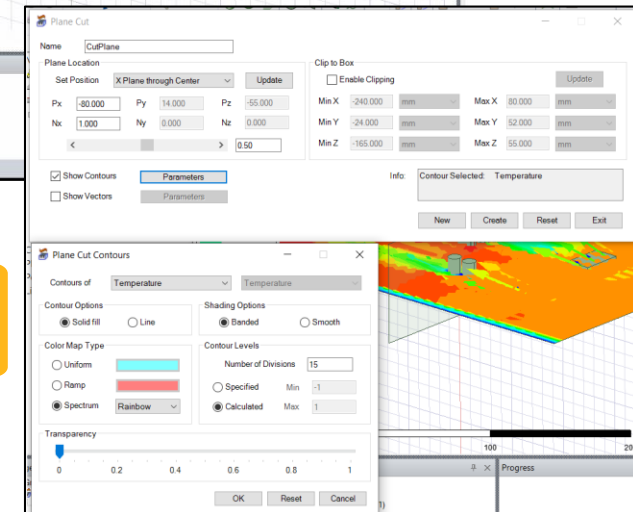 Plane Cut
Name CutPlane
Plane Location
Set Position X Plane through Center Update
Px -80.000 Py 14.000 Pz -55.000
Nx 1.000 Ny 0.000 Nz 0.000
< > 0.50
Clip to Box
Enable Clipping Update
Min X -240.000 mm Max X 80.000 mm
Min Y -24.000 mm Max Y 52.000 mm
Min Z -165.000 mm Max Z 55.000 mm
Show Contours Parameters
Show Vectors Parameters
Info: Contour Selected: Temperature
New Create Reset Exit
Plane Cut Contours
Contours of Temperature Temperature
Contour Options
Solid fill Line
Shading Options
Banded Smooth
Color Map Type
Uniform
Ramp
Spectrum Rainbow
Contour Levels
Number of Divisions 15
Specified Min -1
Calculated Max 1
Transparency
0 0.2 0.4 0.6 0.8 1
OK Reset Cancel
100
Progress
1)